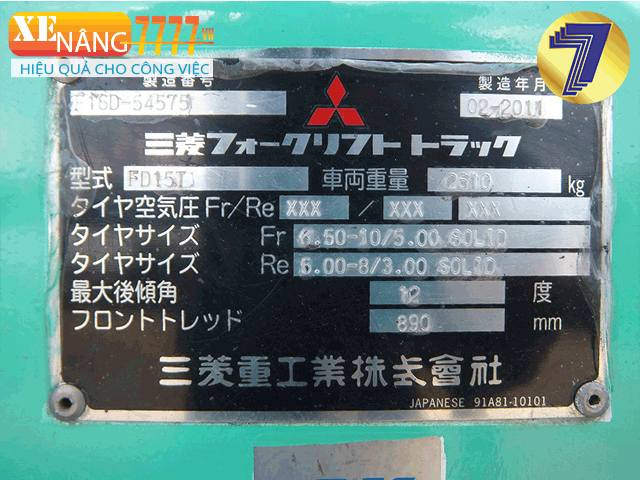 XE NÂNG 7777.VN
HIỆU QUẢ CHO CÔNG VIỆC
7
製造番号 製造年月
F16D-54575 02-2011
三菱フォークリフトトラック
型式 FD15T 車両重量 2610 kg
タイヤ空気圧 Fr/Re XXX / XXX XXX
タイヤサイズ Fr 6.50-10/5.00 SOLID
タイヤサイズ Re 5.00-8/3.00 SOLID
最大後傾角 12 度
フロントトレッド 890 mm
三菱重工業株式會社
JAPANESE 91A81-10101